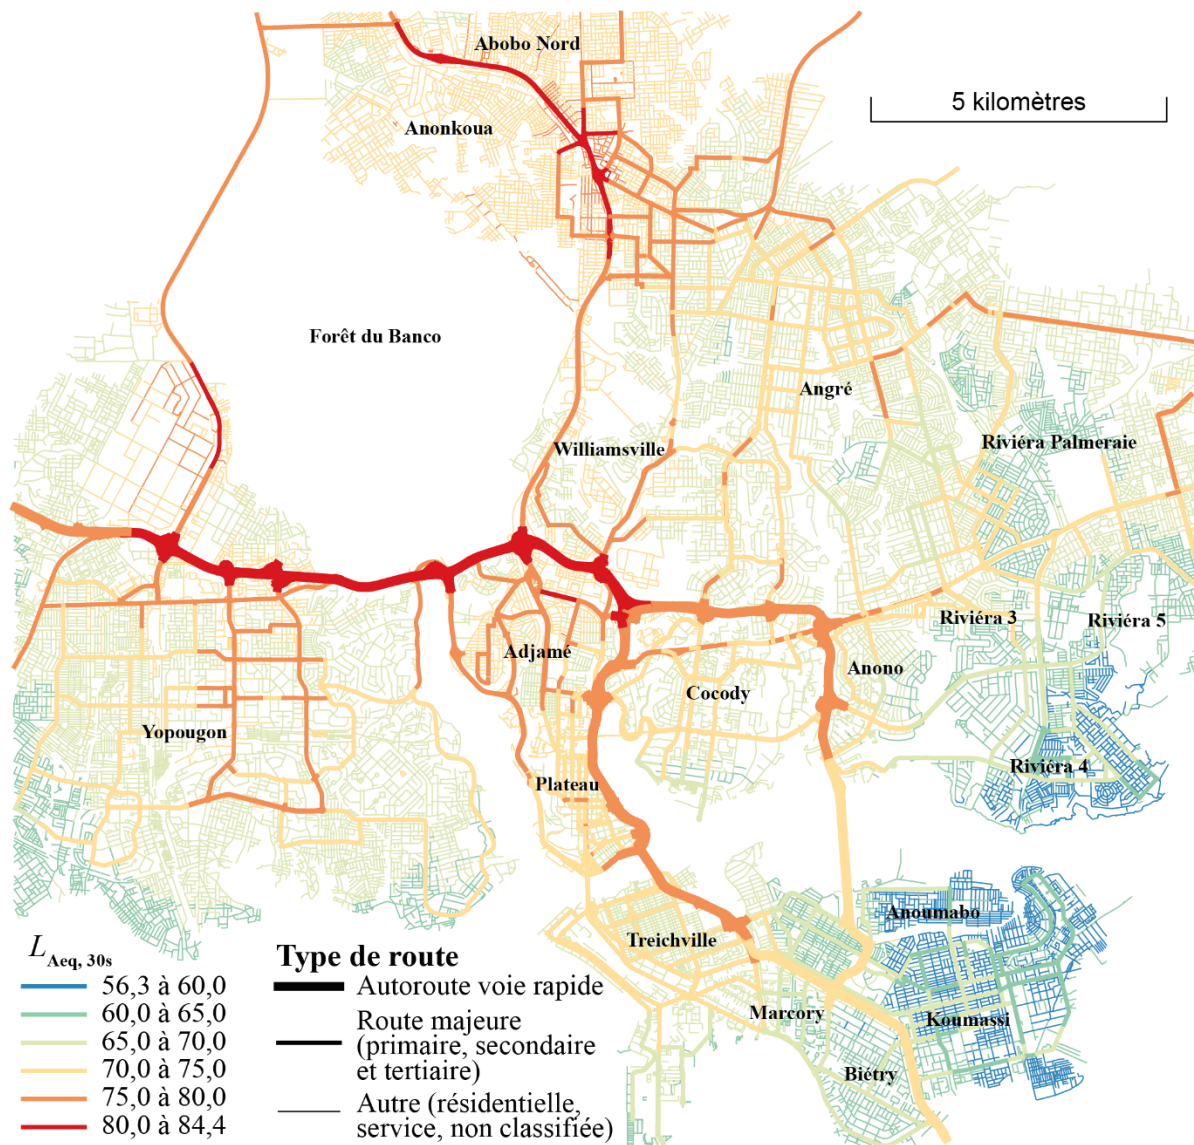 Abobo Nord
5 kilomètres
Anonkoua
Forêt du Banco
Angré
Williamsville
Riviéra Palmeraie
Riviéra 3
Riviéra 5
Adjamé
Anono
Cocody
Yopougon
Riviéra 4
Plateau
Anoumabo
Treichville
Marcory
Koumassi
Biétry
L Aeq, 30s
56,3 à 60,0
60,0 à 65,0
65,0 à 70,0
70,0 à 75,0
75,0 à 80,0
80,0 à 84,4
Type de route
Autoroute voie rapide
Route majeure
(primaire, secondaire
et tertiaire)
Autre (résidentielle,
service, non classifiée)